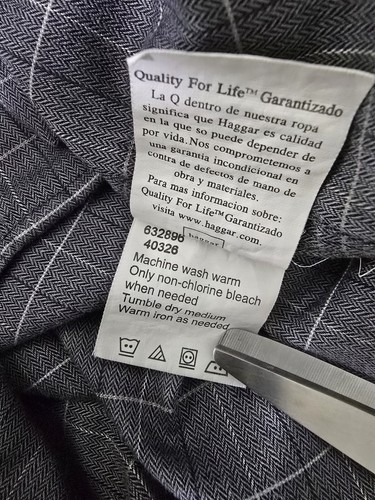 Quality For Life™ Garantizado
La Q dentro de nuestra ropa
significa que Haggar es calidad
en la que so puede depender de
por vida. Nos comprometemos a
una garantia incondicional en
contra de defectos de mano de
obra y materiales.
Para mas informacion sobre:
Quality For Life™ Garantizado
visita www.haggar.com.
632896 haggar
40326
Machine wash warm
Only non-chlorine bleach
when needed
Tumble dry medium
Warm iron as needed